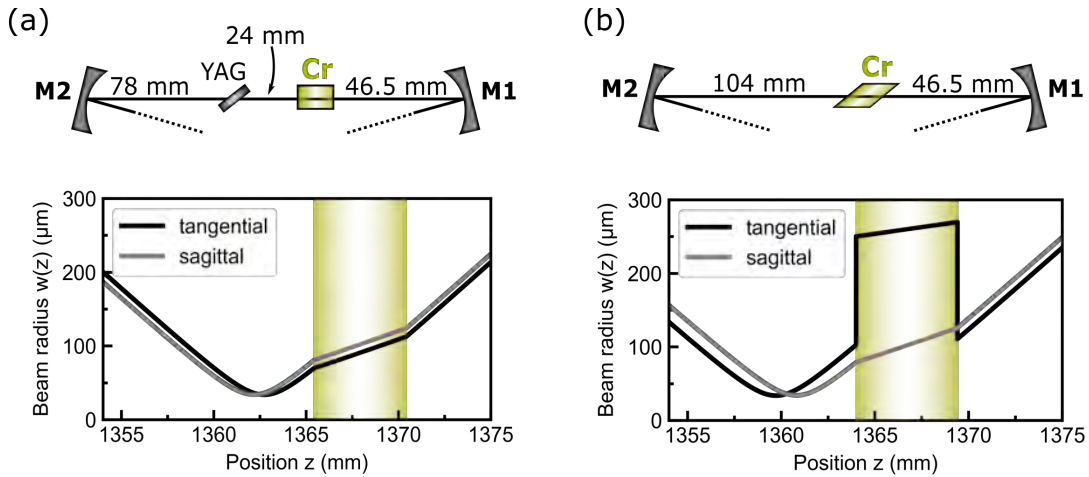 (a)
24 mm
YAG
Cr
M2
78 mm
46.5 mm
M1
300
200
100
0
Beam radius w(z) (μm)
tangential
sagittal
1355
1360
1365
1370
1375
Position z (mm)
(b)
Cr
M2
104 mm
46.5 mm
M1
300
200
100
0
Beam radius w(z) (μm)
tangential
sagittal
1355
1360
1365
1370
1375
Position z (mm)